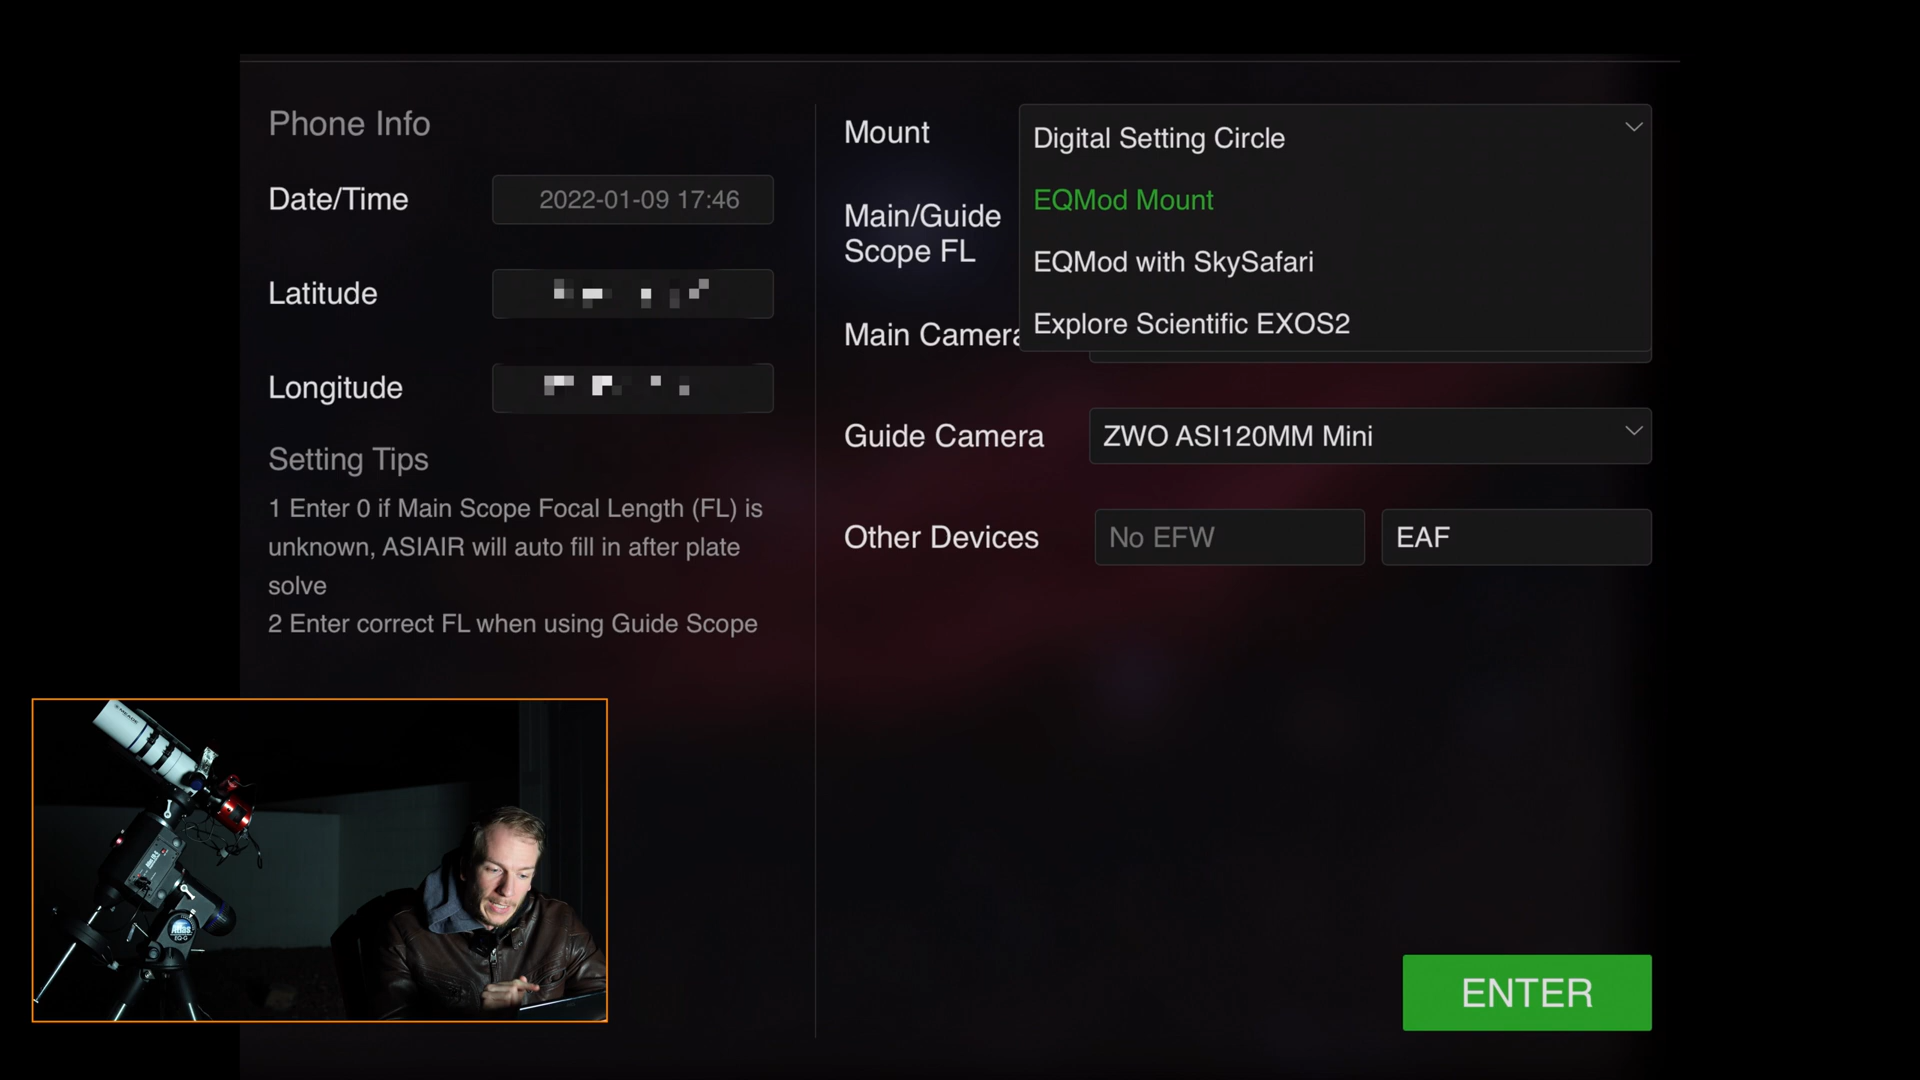 Phone Info
Date/Time
2022-01-09 17:46
Latitude
Longitude
Setting Tips
1 Enter 0 if Main Scope Focal Length (FL) is
unknown, ASIAIR will auto fill in after plate
solve
2 Enter correct FL when using Guide Scope
Mount
Digital Setting Circle
EQMod Mount
EQMod with SkySafari
Explore Scientific EXOS2
Main/Guide
Scope FL
Main Camera
Guide Camera
ZWO ASI120MM Mini
Other Devices
No EFW
EAF
ENTER
Atlas
EQ-G